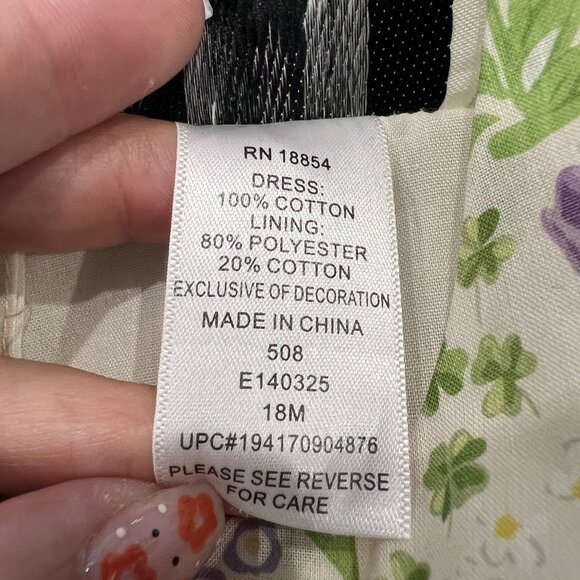 RN 18854
DRESS:
100% COTTON
LINING:
80% POLYESTER
20% COTTON
EXCLUSIVE OF DECORATION
MADE IN CHINA
508
E140325
18M
UPC#194170904876
PLEASE SEE REVERSE
FOR CARE